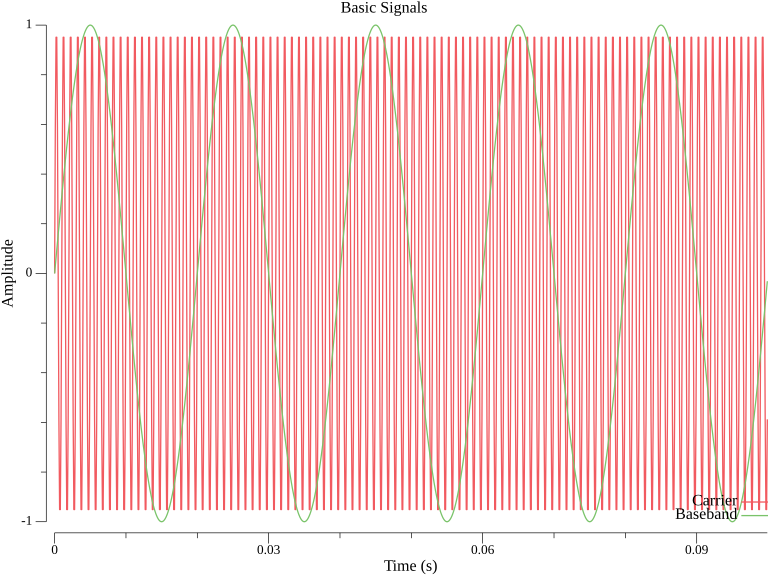 Basic Signals
1
0
-1
Amplitude
Carrier
Baseband
0
0.03
0.06
0.09
Time (s)